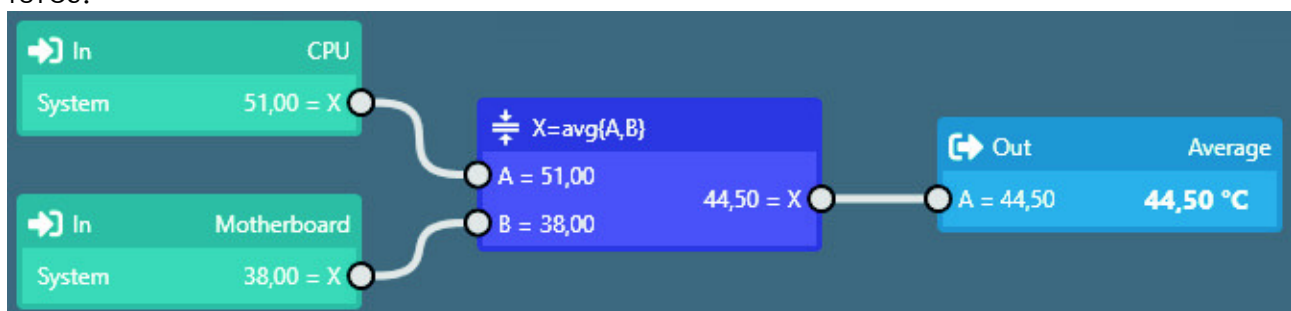 In CPU
System 51,00 = X
In Motherboard
System 38,00 = X
X=avg{A,B}
A = 51,00
44,50 = X
B = 38,00
Out Average
A = 44,50 44,50 °C